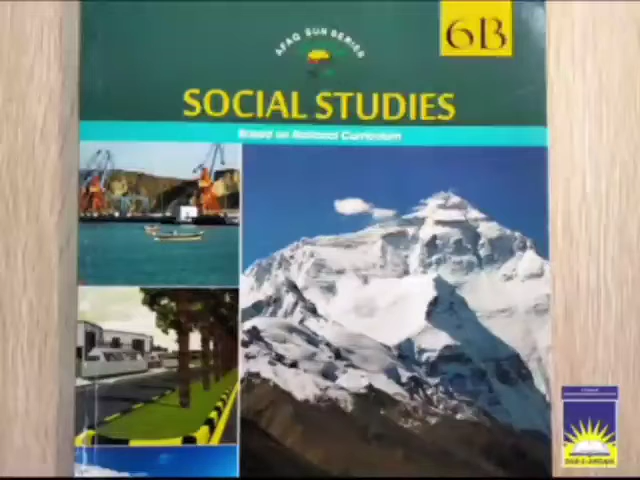 AFAQ SUN SERIES
6B
SOCIAL STUDIES
Based on National Curriculum